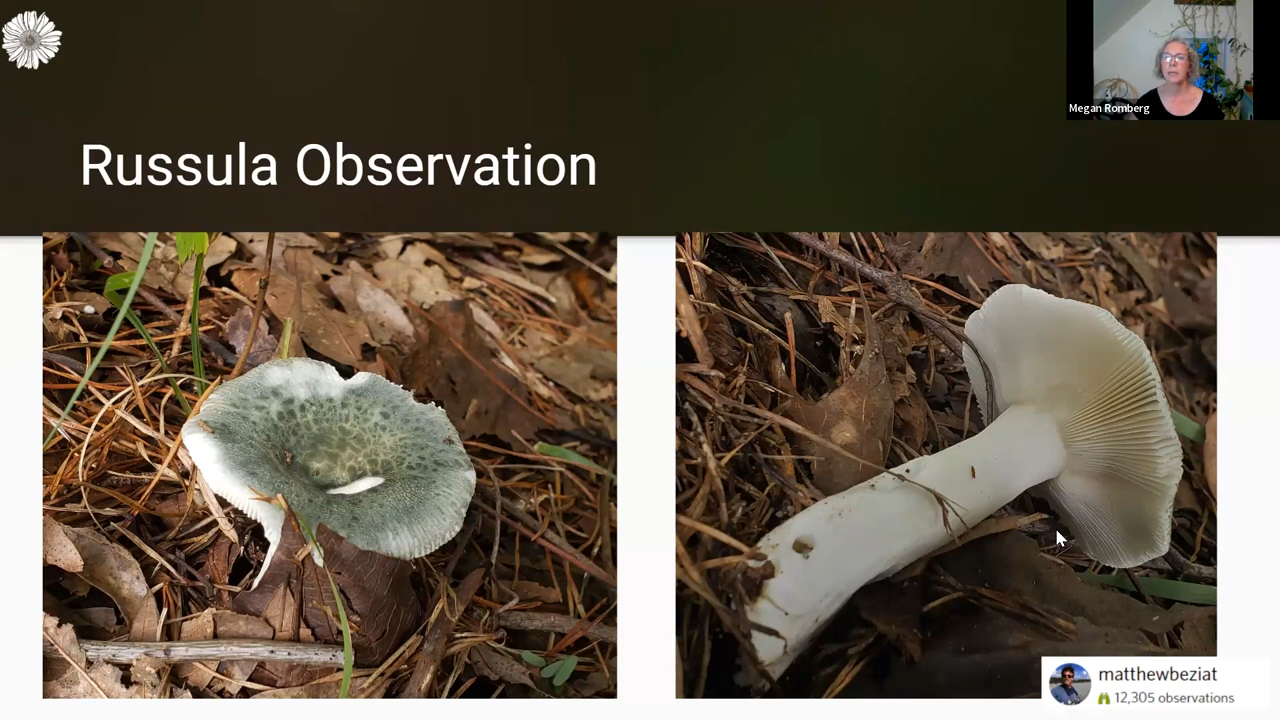 Megan Romberg
Russula Observation
matthewbeziat
12,305 observations